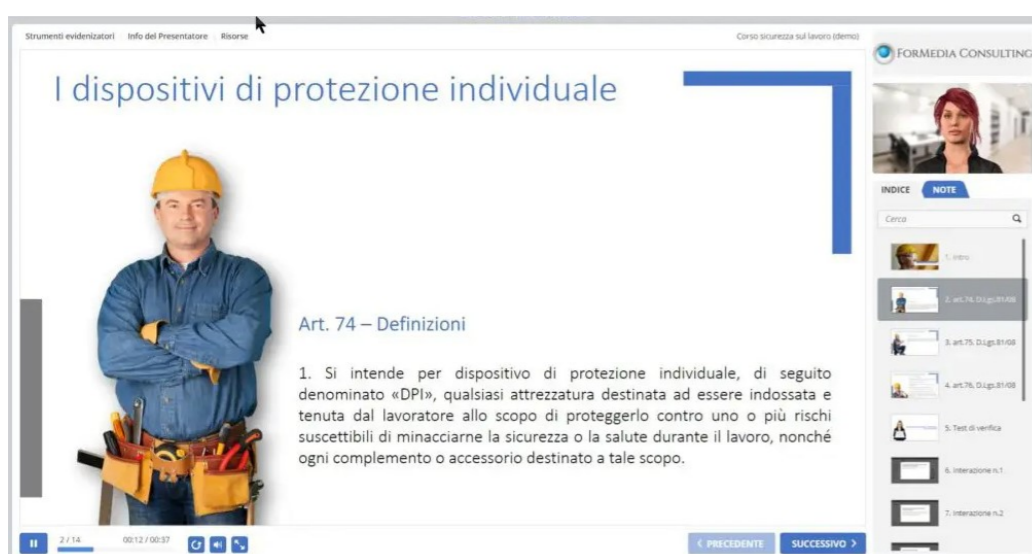 Strumenti evidenizatori Info del Presentatore Risorse
Corso sicurezza sul lavoro (demo)
FORMEDIA CONSULTING
I dispositivi di protezione individuale
Art. 74 – Definizioni
1. Si intende per dispositivo di protezione individuale, di seguito
denominato «DPI», qualsiasi attrezzatura destinata ad essere indossata e
tenuta dal lavoratore allo scopo di proteggerlo contro uno o più rischi
suscettibili di minacciarne la sicurezza o la salute durante il lavoro, nonché
ogni complemento o accessorio destinato a tale scopo.
INDICE NOTE
Cerca
1. Intro
2. art.74, D.Lgs.81/08
3. art.75. D.Lgs.81/08
4. art.76, D.Lgs.81/08
5. Test di verifica
6. Interazione n.1
7. Interazione n.2
2 / 14 00:12 / 00:37
< PRECEDENTE SUCCESSIVO >